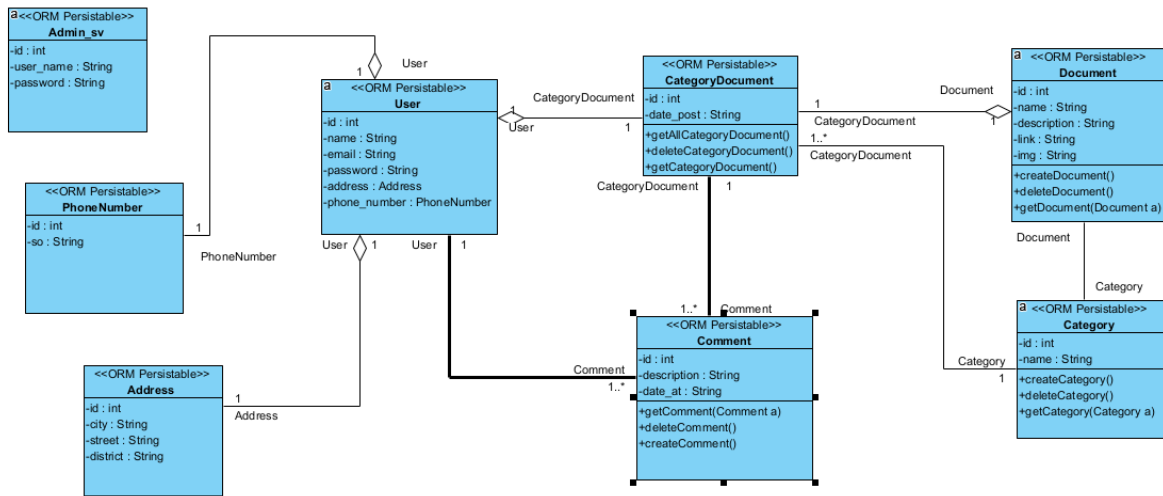 a
<<ORM Persistable>>
Admin_sv
-id : int
-user_name : String
-password : String
<<ORM Persistable>>
PhoneNumber
-id : int
-so : String
1
PhoneNumber
<<ORM Persistable>>
Address
-id : int
-city : String
-street : String
-district : String
1
Address
1
User
a
<<ORM Persistable>>
User
-id : int
-name : String
-email : String
-password : String
-address : Address
-phone_number : PhoneNumber
User
1
User
1
1
User
CategoryDocument
1
<<ORM Persistable>>
CategoryDocument
-id : int
-date_post : String
+getAllCategoryDocument()
+deleteCategoryDocument()
+getCategoryDocument()
CategoryDocument
1
1
CategoryDocument
1..*
CategoryDocument
Document
1
a
<<ORM Persistable>>
Document
-id : int
-name : String
-description : String
-link : String
-img : String
+createDocument()
+deleteDocument()
+getDocument(Document a)
Document
Category
1..*
Comment
Comment
1..*
<<ORM Persistable>>
Comment
-id : int
-description : String
-date_at : String
+getComment(Comment a)
+deleteComment()
+createComment()
Category
1
a
<<ORM Persistable>>
Category
-id : int
-name : String
+createCategory()
+deleteCategory()
+getCategory(Category a)